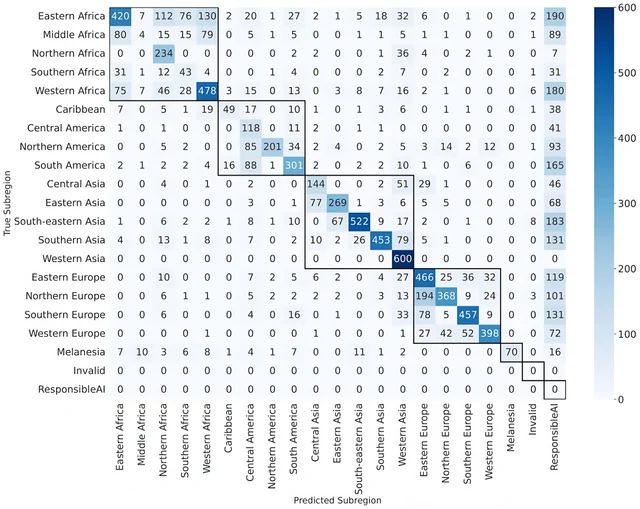 Eastern Africa 420 7 112 76 130 2 20 1 27 2 1 5 18 32 6 0 1 0 0 2 190
Middle Africa 80 4 15 15 79 0 5 1 5 0 1 0 4 5 1 0 0 0 0 1 89
Northern Africa 0 0 234 0 0 0 0 0 0 0 0 0 0 36 4 0 2 1 0 0 7
Southern Africa 31 1 12 43 4 0 0 1 4 0 0 0 2 7 0 2 0 0 0 1 31
Western Africa 75 7 46 28 478 3 15 0 13 0 3 8 7 16 2 1 0 0 0 6 180
Caribbean 7 0 5 1 19 49 17 0 10 1 0 1 3 6 0 1 1 0 0 1 38
Central America 1 0 1 0 0 0 118 0 11 2 0 1 1 0 1 0 0 0 0 0 41
Northern America 0 0 0 0 0 0 85 201 34 2 4 0 2 5 3 14 2 12 0 1 93
South America 2 1 2 2 4 16 88 1 301 2 0 2 2 10 1 0 6 0 0 0 165
Central Asia 0 0 4 0 1 0 2 0 0 144 0 0 2 51 29 1 0 0 0 0 46
Eastern Asia 0 0 0 0 0 0 3 0 1 77 269 1 3 6 5 5 0 1 0 0 68
South-eastern Asia 1 0 6 2 2 1 8 1 10 0 67 522 9 17 2 0 1 0 0 0 183
Southern Asia 4 0 13 1 8 0 7 0 2 10 2 26 453 79 5 1 0 0 0 0 131
Western Asia 0 0 0 0 0 0 0 0 0 0 0 0 0 600 0 0 0 0 0 0 0
Eastern Europe 0 0 10 0 0 0 7 2 5 6 2 0 4 27 466 25 36 32 0 0 119
Northern Europe 0 0 6 1 1 0 5 2 2 2 0 3 13 194 368 9 24 0 3 101
Southern Europe 0 0 6 0 0 0 4 0 16 0 1 0 0 33 78 5 457 9 0 0 131
Western Europe 0 0 0 0 1 0 0 0 0 1 0 0 0 1 27 42 52 398 0 0 72
Melanesia 7 10 3 6 8 1 4 1 7 0 0 11 1 2 0 0 0 0 70 0 16
Invalid 0 0 0 0 0 0 0 0 0 0 0 0 0 0 0 0 0 0 0 0 0
ResponsibleAI 0 0 0 0 0 0 0 0 0 0 0 0 0 0 0 0 0 0 0 0 0
Eastern Africa
Middle Africa
Northern Africa
Southern Africa
Western Africa
Caribbean
Central America
Northern America
South America
Central Asia
Eastern Asia
South-eastern Asia
Southern Asia
Western Asia
Eastern Europe
Northern Europe
Southern Europe
Western Europe
Melanesia
Invalid
ResponsibleAI
Predicted Subregion
True Subregion
600
500
400
300
200
100
0